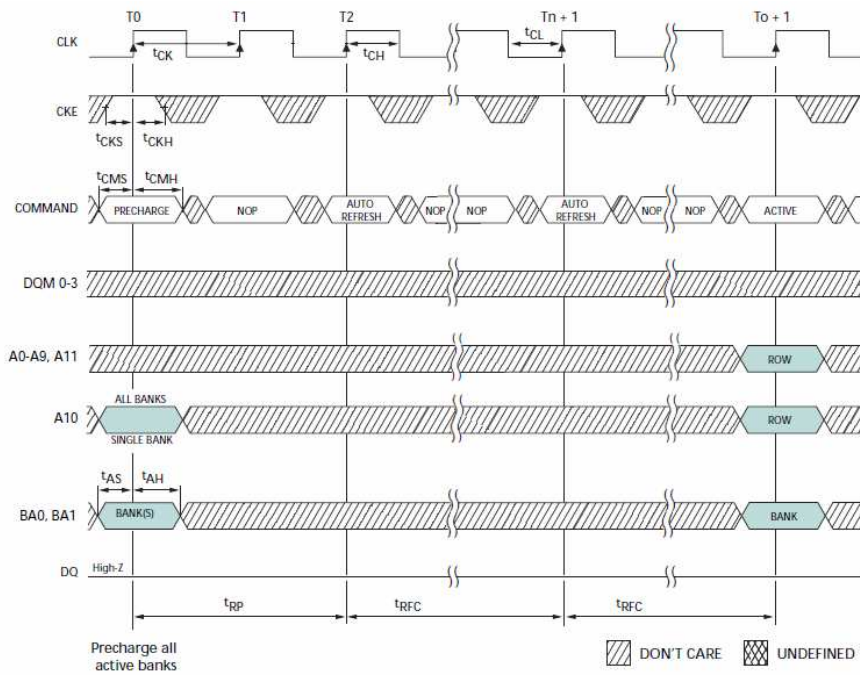 T0 T1 T2 Tn + 1 To + 1
CLK
tCK tCH tCL
CKE
tCKS tCKH
tCMS tCMH
COMMAND PRECHARGE NOP AUTO REFRESH NOP NOP AUTO REFRESH NOP NOP ACTIVE
DQM 0-3
A0-A9, A11 ROW
ALL BANKS
A10 ROW
SINGLE BANK
tAS tAH
BA0, BA1 BANK(S) BANK
DQ High-Z
tRP tRFC tRFC
Precharge all
active banks
DON'T CARE UNDEFINED